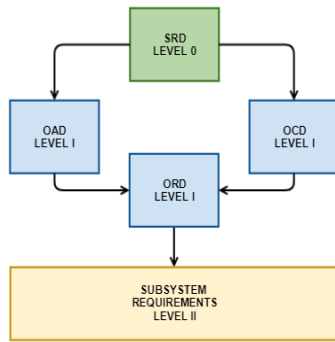 SRD
LEVEL 0
OAD
LEVEL I
OCD
LEVEL I
ORD
LEVEL I
SUBSYSTEM
REQUIREMENTS
LEVEL II